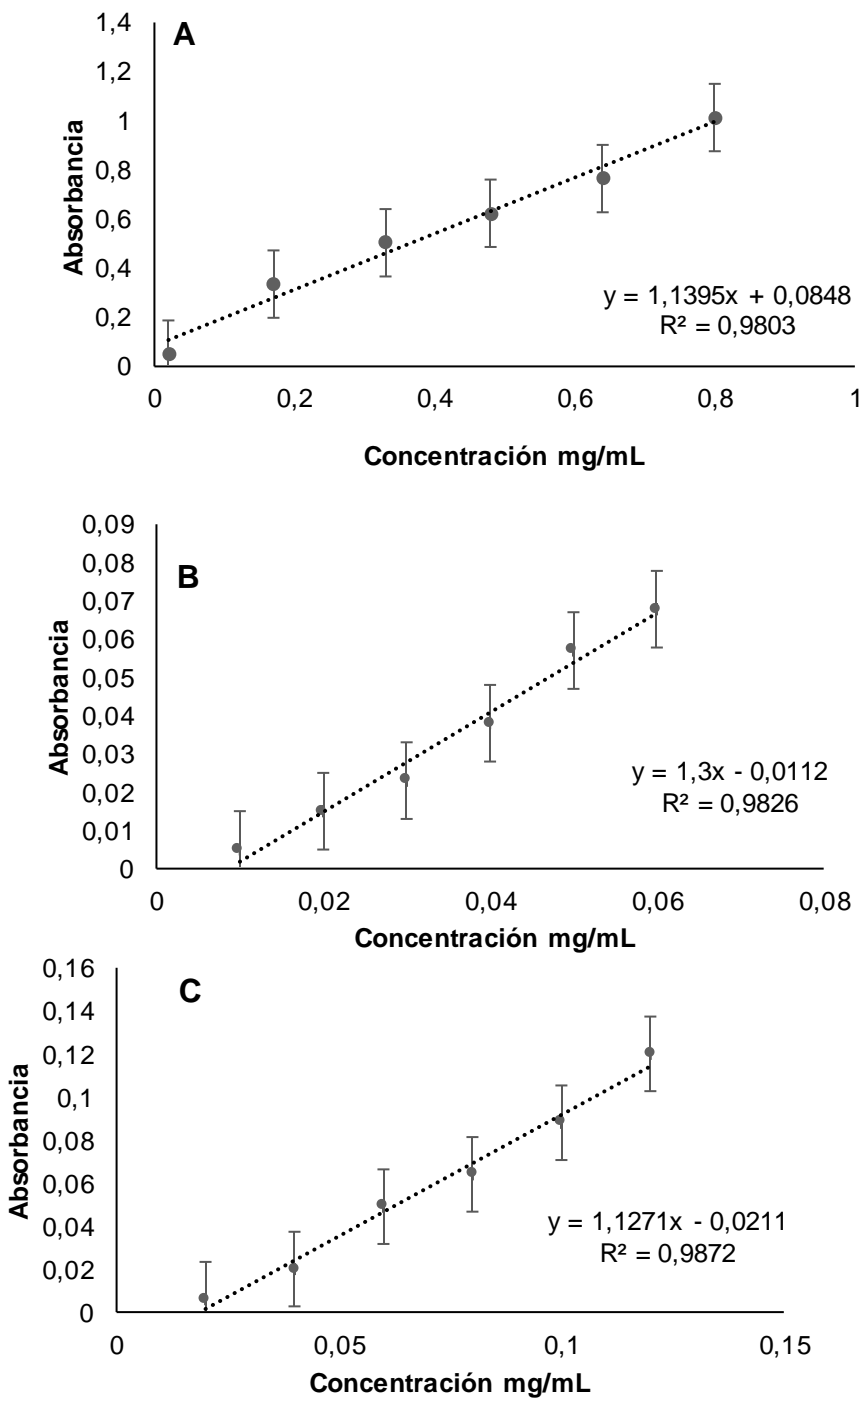 A
1,4
1,2
1
0,8
0,6
0,4
0,2
0
Absorbancia
y = 1,1395x + 0,0848
R² = 0,9803
0 0,2 0,4 0,6 0,8 1
Concentración mg/mL
B
0,09
0,08
0,07
0,06
0,05
0,04
0,03
0,02
0,01
0
Absorbancia
y = 1,3x - 0,0112
R² = 0,9826
0 0,02 0,04 0,06 0,08
Concentración mg/mL
C
0,16
0,14
0,12
0,1
0,08
0,06
0,04
0,02
0
Absorbancia
y = 1,1271x - 0,0211
R² = 0,9872
0 0,05 0,1 0,15
Concentración mg/mL